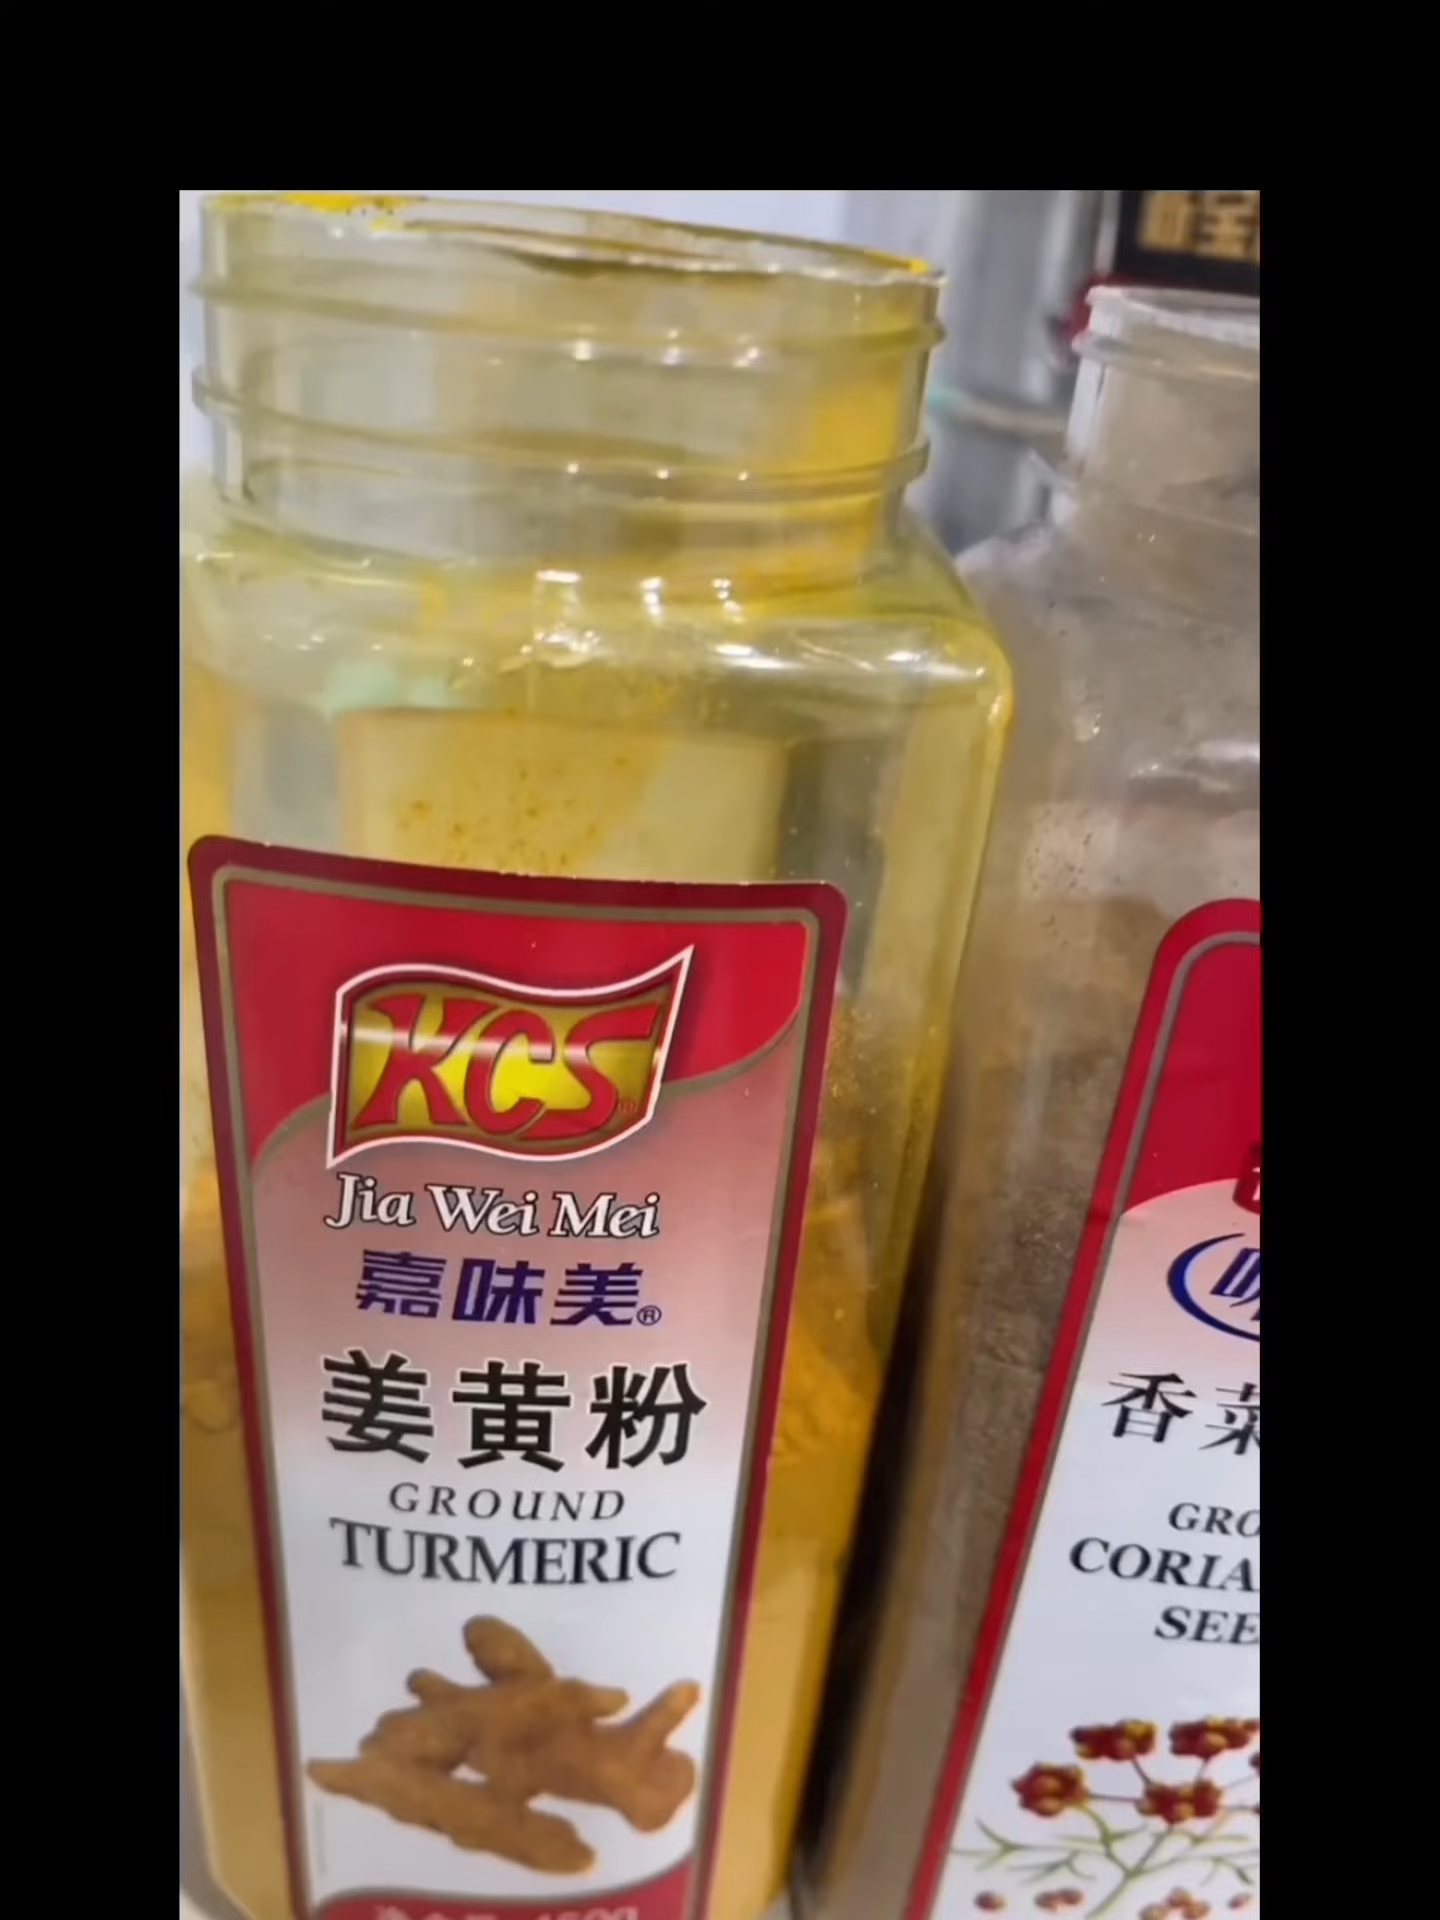 KCS®
Jia Wei Mei
嘉味美®
姜黄粉
GROUND
TURMERIC
香菜
GRO
CORIA
SEE